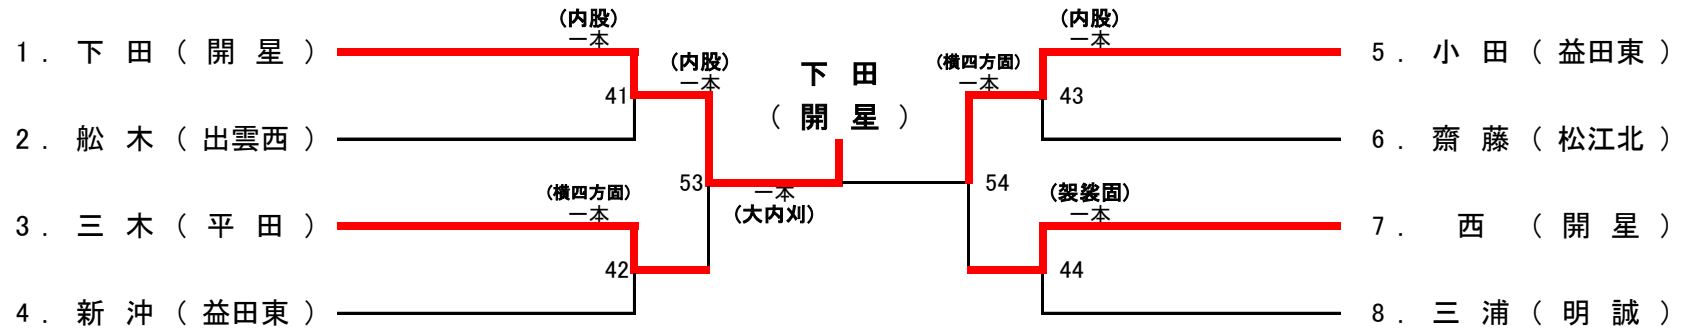 (内股)
一本
1. 下 田 ( 開 星 )
41
2. 舩 木 ( 出雲西 )
(内股)
一本
53
(横四方固)
一本
3. 三 木 ( 平 田 )
42
4. 新 沖 ( 益田東 )
下 田
( 開 星 )
一本
(大内刈)
(内股)
一本
5. 小 田 ( 益田東 )
(横四方固)
一本
43
6. 齋 藤 ( 松江北 )
54
(袈裟固)
一本
7. 西 ( 開 星 )
44
8. 三 浦 ( 明 誠 )